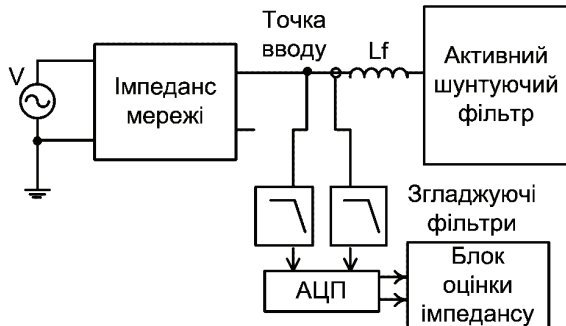 Точка
вводу
Lf
V
Імпеданс
мережі
Активний
шунтуючий
фільтр
Згладжуючі
фільтри
АЦП
Блок
оцінки
імпедансу